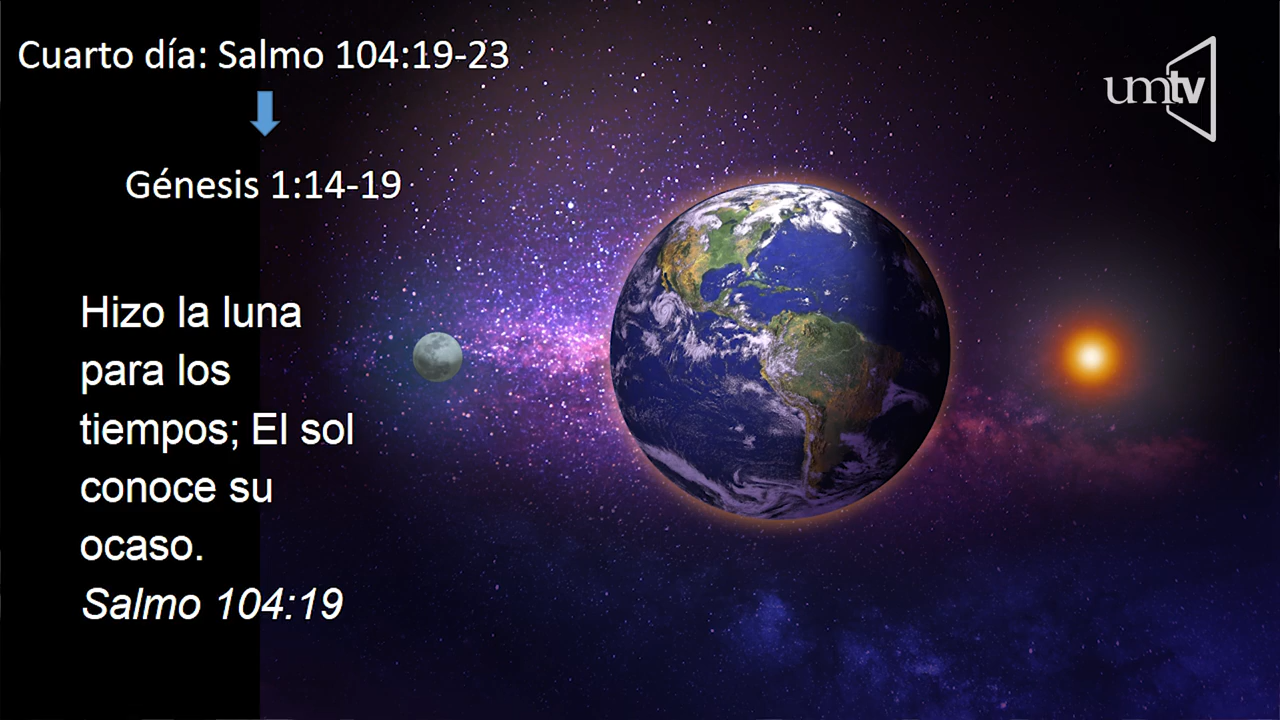 Cuarto día: Salmo 104:19-23
umtv
Génesis 1:14-19
Hizo la luna
para los
tiempos; El sol
conoce su
ocaso.
Salmo 104:19